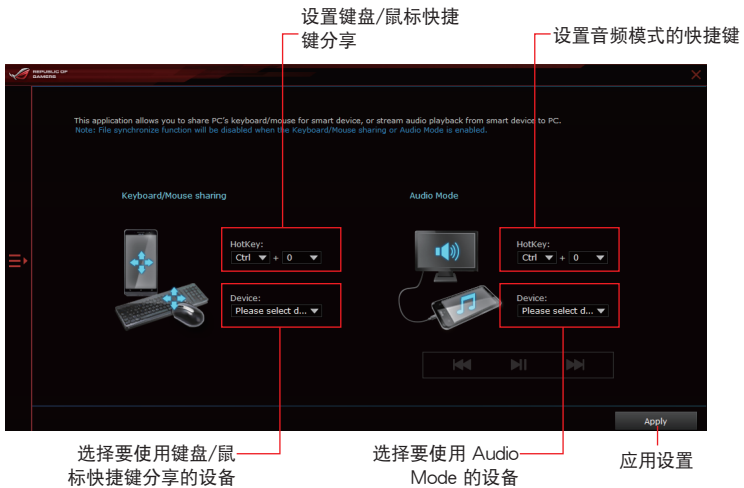 设置键盘/鼠标快捷
键分享
设置音频模式的快捷键
REPUBLIC OF
GAMERS
This application allows you to share PC's keyboard/mouse for smart device, or stream audio playback from smart device to PC.
Note: File synchronize function will be disabled when the Keyboard/Mouse sharing or Audio Mode is enabled.
Keyboard/Mouse sharing
Audio Mode
HotKey:
Ctrl + 0
HotKey:
Ctrl + 0
Device:
Please select d...
Device:
Please select d...
Apply
选择要使用键盘/鼠
标快捷键分享的设备
选择要使用 Audio
Mode 的设备
应用设置